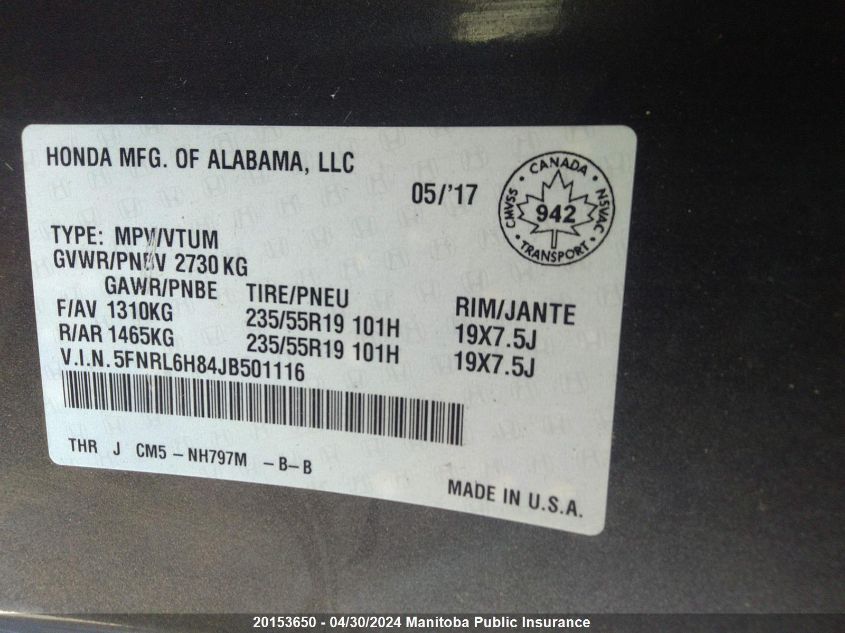 HONDA MFG. OF ALABAMA, LLC
05/'17
CANADA
CMVSS 942 NSVAC
TRANSPORT
TYPE: MPV/VTUM
GVWR/PNBV 2730 KG
GAWR/PNBE TIRE/PNEU RIM/JANTE
F/AV 1310KG 235/55R19 101H 19X7.5J
R/AR 1465KG 235/55R19 101H 19X7.5J
V.I.N. 5FNRL6H84JB501116
THR J CM5 - NH797M - B - B
MADE IN U.S.A.
20153650 - 04/30/2024 Manitoba Public Insurance